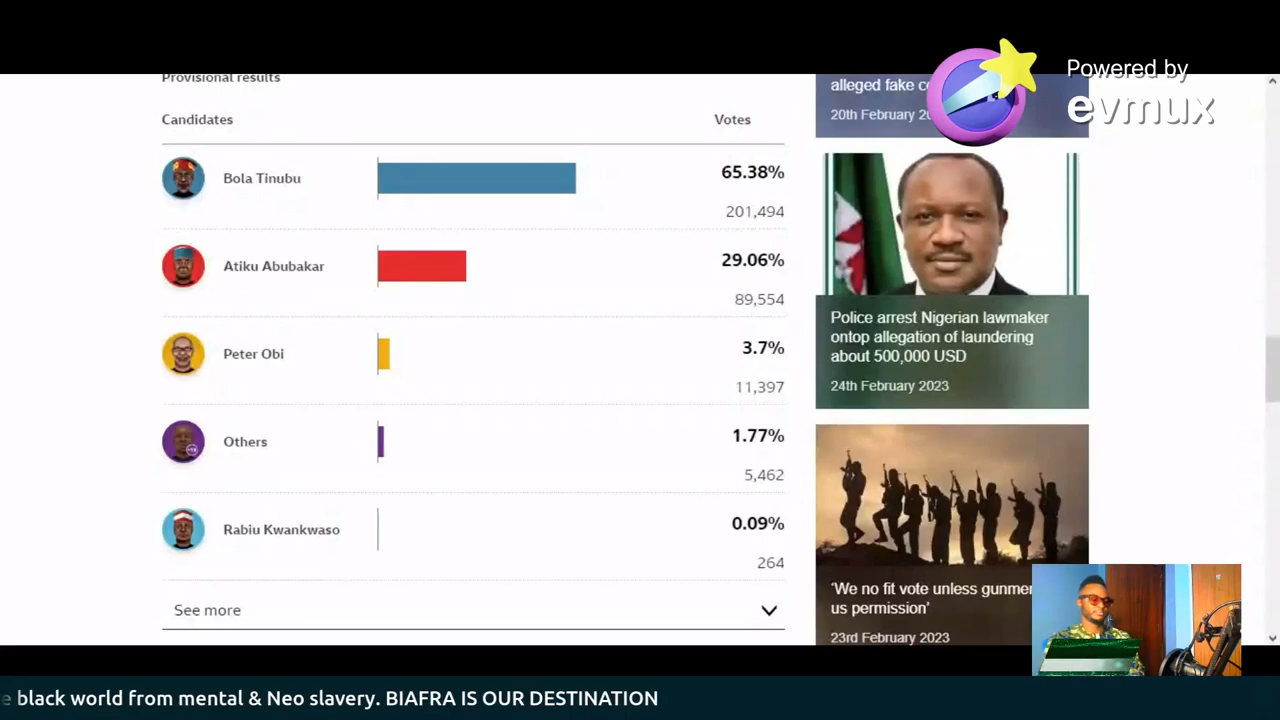 Provisional results
Candidates
Votes
Bola Tinubu
65.38%
201,494
Atiku Abubakar
29.06%
89,554
Peter Obi
3.7%
11,397
Others
1.77%
5,462
Rabiu Kwankwaso
0.09%
264
See more
alleged fake
20th February
Police arrest Nigerian lawmaker
ontop allegation of laundering
about 500,000 USD
24th February 2023
‘We no fit vote unless gunmen
us permission’
23rd February 2023
Powered by
evmux
black world from mental & Neo slavery. BIAFRA IS OUR DESTINATION